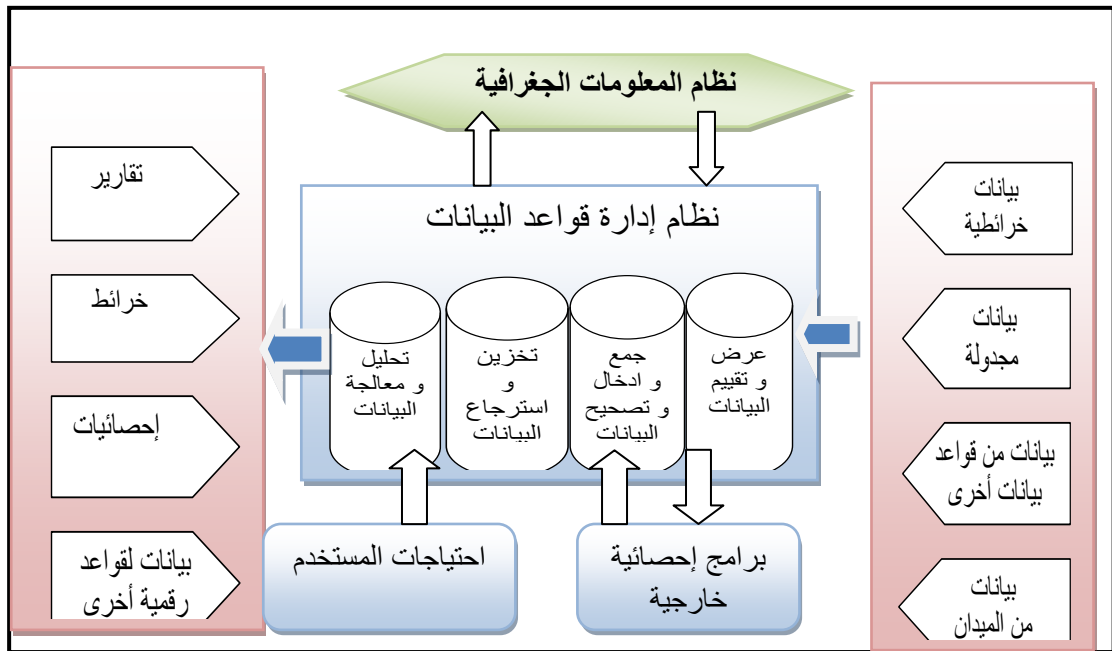 نظام المعلومات الجغرافية
نظام إدارة قواعد البيانات
بيانات
خرائطية
بيانات
مجدولة
بيانات من قواعد
بيانات أخرى
بيانات
من الميدان
عرض
و تقييم
البيانات
جمع
و ادخال
و تصحيح
البيانات
تخزين
و
استرجاع
البيانات
تحليل
و معالجة
البيانات
برامج إحصائية
خارجية
احتياجات المستخدم
تقارير
خرائط
إحصائيات
بيانات لقواعد
رقمية أخرى